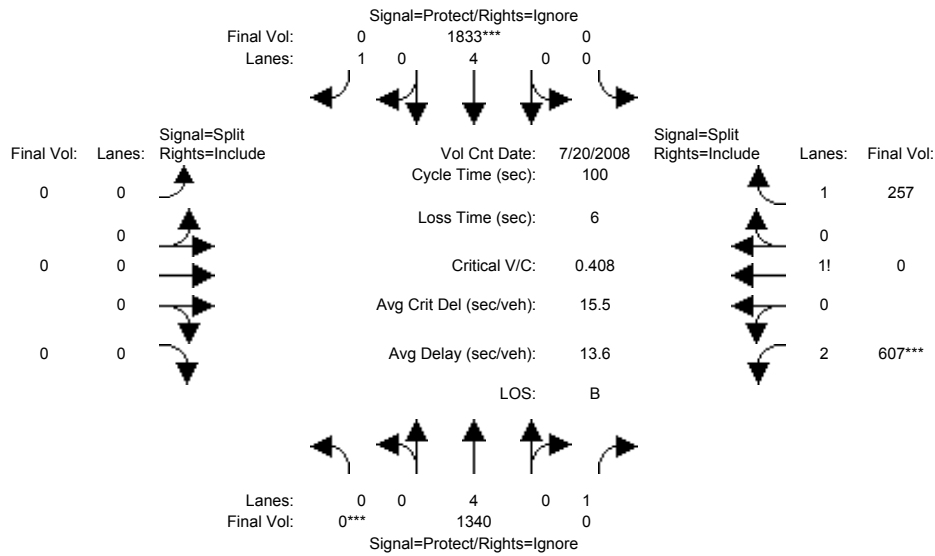 Signal=Protect/Rights=Ignore
Final Vol: 0 1833*** 0
Lanes: 1 0 4 0 0
Signal=Split Signal=Split
Final Vol: Lanes: Rights=Include Vol Cnt Date: 7/20/2008 Rights=Include Lanes: Final Vol:
Cycle Time (sec): 100
0 0 1 257
Loss Time (sec): 6
0 0
0 0 Critical V/C: 0.408 1! 0
0 Avg Crit Del (sec/veh): 15.5 0
0 0 Avg Delay (sec/veh): 13.6 2 607***
LOS: B
Lanes: 0 0 4 0 1
Final Vol: 0*** 1340 0
Signal=Protect/Rights=Ignore